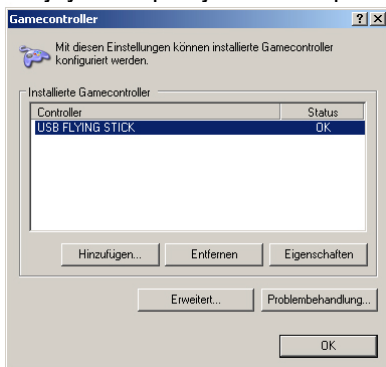 Gamecontroller
Mit diesen Einstellungen können installierte Gamecontroller
konfiguriert werden.
Installierte Gamecontroller
Controller Status
USB FLYING STICK OK
Hinzufügen... Entfernen Eigenschaften
Erweitert... Problembehandlung...
OK